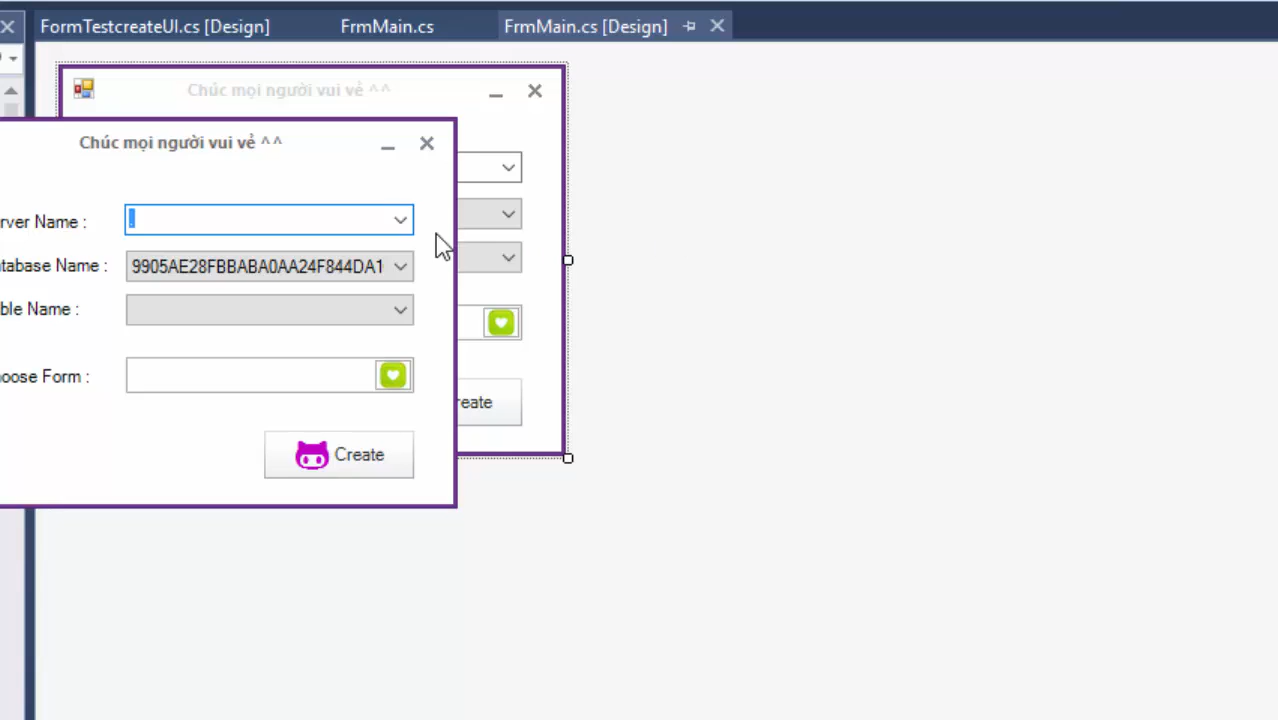 FormTestcreateUI.cs [Design] FrmMain.cs FrmMain.cs [Design]
Chúc mọi người vui vẻ ^^
Chúc mọi người vui vẻ ^^
rver Name :
.
tabase Name : 9905AE28FBBABA0AA24F844DA1
ble Name :
oose Form :
reate
Create